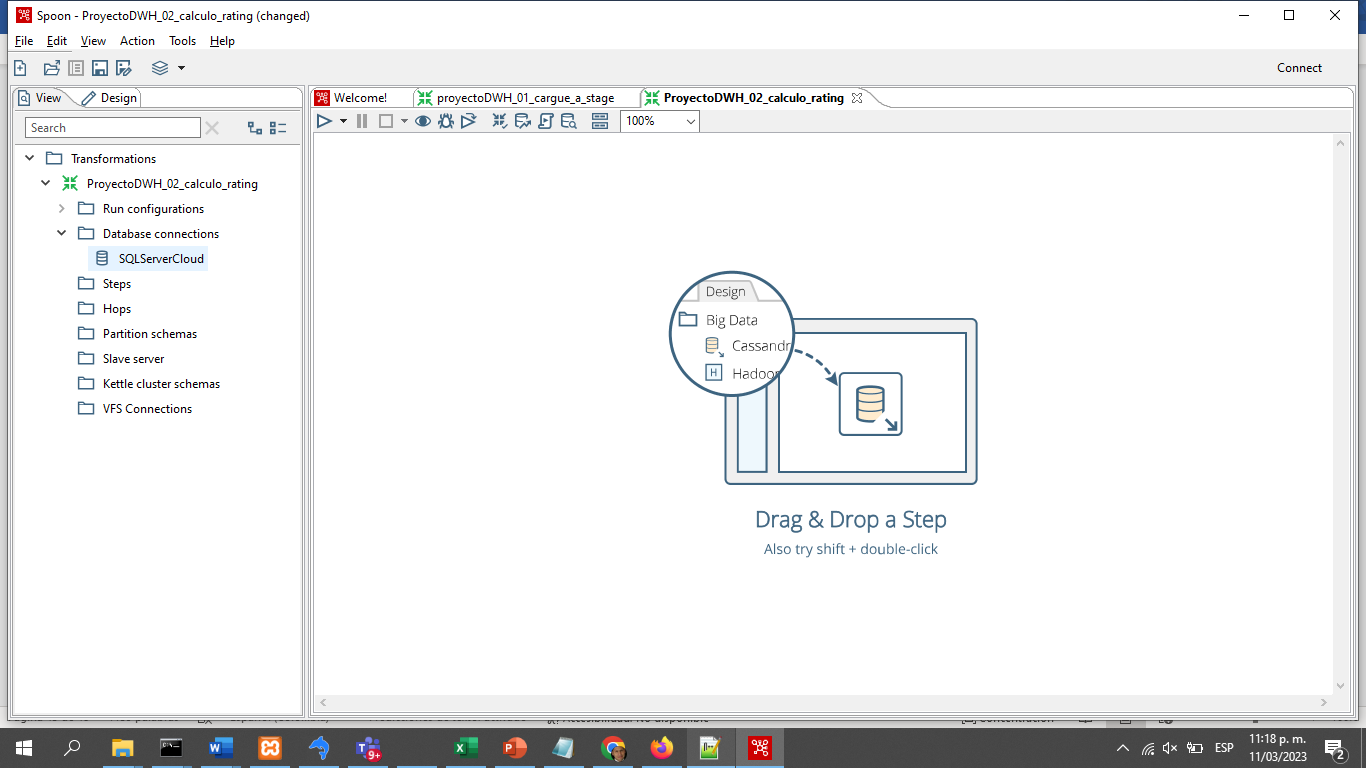 Spoon - ProyectoDWH_02_calculo_rating (changed)
File Edit View Action Tools Help
Connect
View Design
Welcome! proyectoDWH_01_cargue_a_stage ProyectoDWH_02_calculo_rating
Search
100%
Transformations
ProyectoDWH_02_calculo_rating
Run configurations
Database connections
SQLServerCloud
Steps
Hops
Partition schemas
Slave server
Kettle cluster schemas
VFS Connections
Design
Big Data
Cassandr
Hadoop
H
Drag & Drop a Step
Also try shift + double-click
9+
ESP
11:18 p. m.
11/03/2023
2